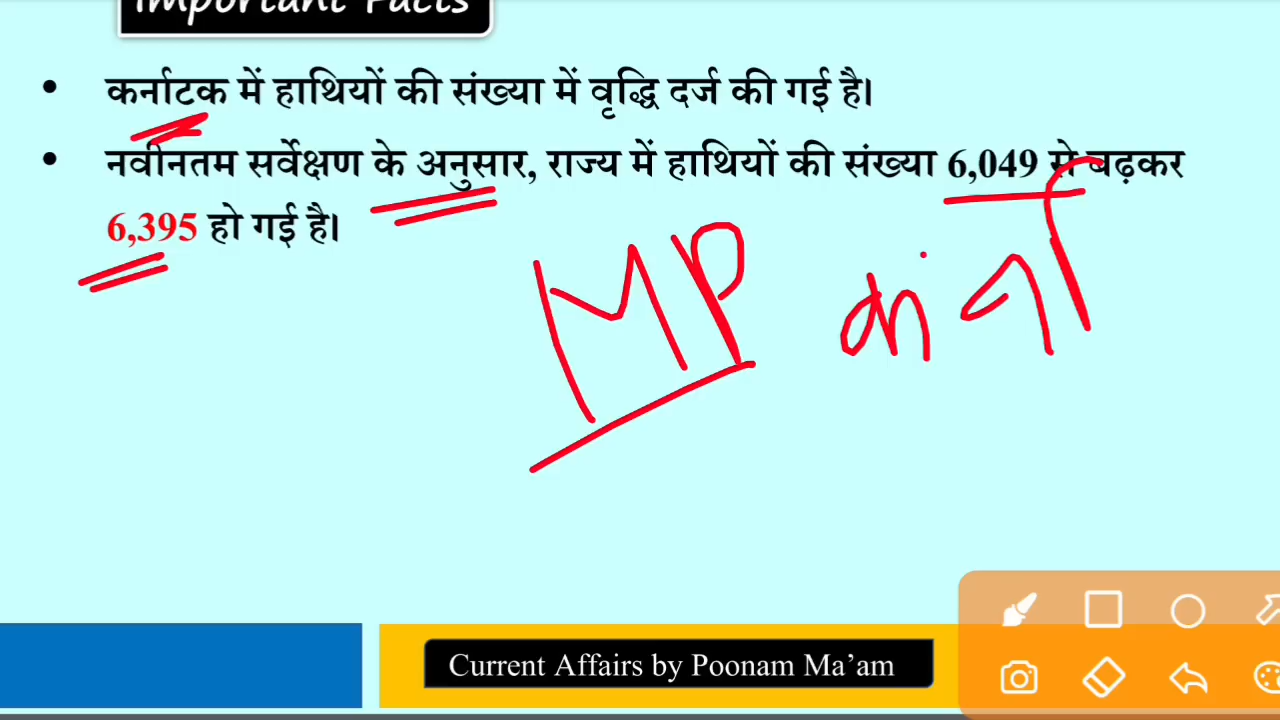 Important Facts
• कर्नाटक में हाथियों की संख्या में वृद्धि दर्ज की गई है।
• नवीनतम सर्वेक्षण के अनुसार, राज्य में हाथियों की संख्या 6,049 से बढ़कर
6,395 हो गई है।
MP
Current Affairs by Poonam Ma’am